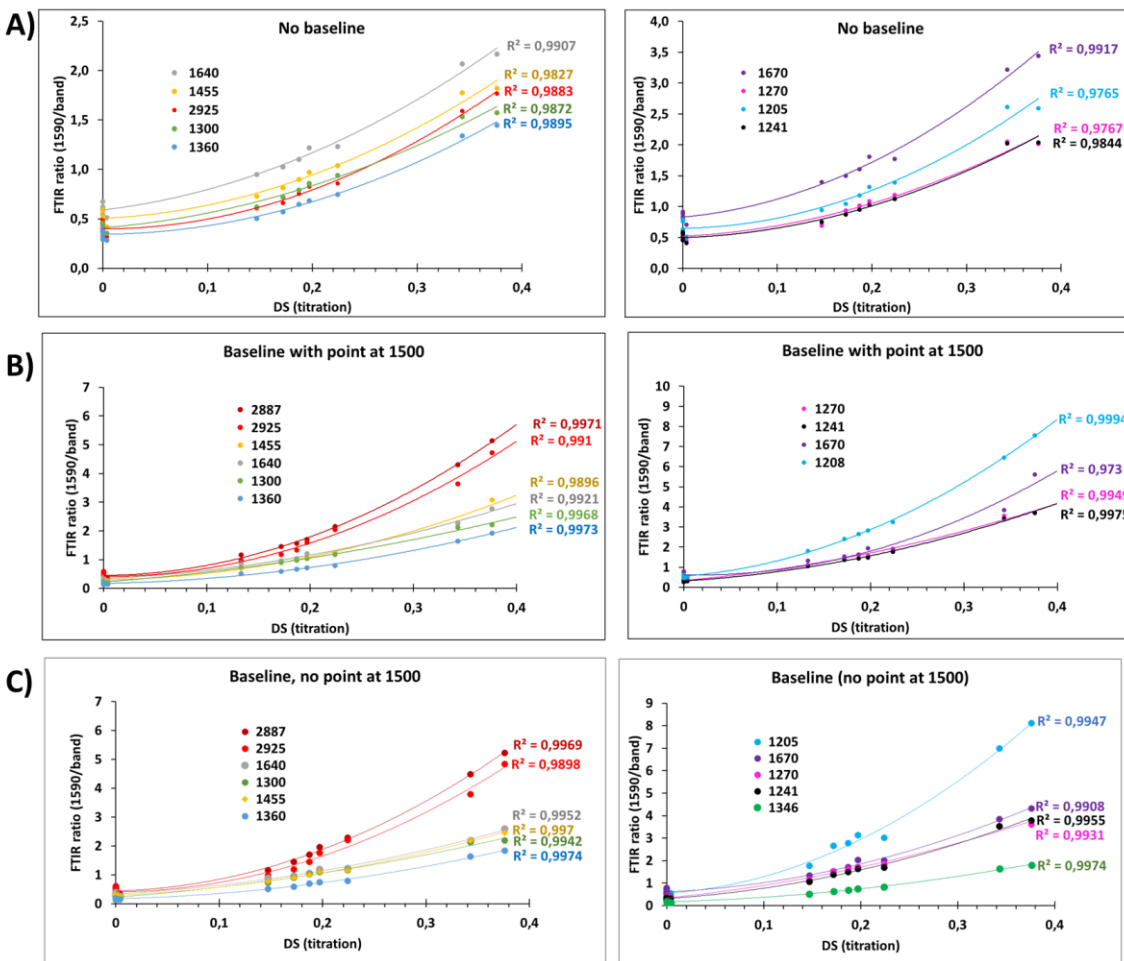 A)
No baseline
FTIR ratio (1590/band)
2,5
2,0
1,5
1,0
0,5
0,0
1640
1455
2925
1300
1360
R² = 0,9907
R² = 0,9827
R² = 0,9883
R² = 0,9872
R² = 0,9895
0
0,1
0,2
0,3
0,4
DS (titration)
No baseline
FTIR ratio (1590/band)
4,0
3,5
3,0
2,5
2,0
1,5
1,0
0,5
0,0
1670
1270
1205
1241
R² = 0,9917
R² = 0,9765
R² = 0,9767
R² = 0,9844
0
0,1
0,2
0,3
0,4
DS (titration)
B)
Baseline with point at 1500
FTIR ratio (1590/band)
7
6
5
4
3
2
1
0
2887
2925
1455
1640
1300
1360
R² = 0,9971
R² = 0,991
R² = 0,9896
R² = 0,9921
R² = 0,9968
R² = 0,9973
0
0,1
0,2
0,3
0,4
DS (titration)
Baseline with point at 1500
FTIR ratio (1590/band)
10
9
8
7
6
5
4
3
2
1
0
1270
1241
1670
1208
R² = 0,9994
R² = 0,973
R² = 0,9949
R² = 0,9975
0
0,1
0,2
0,3
0,4
DS (titration)
C)
Baseline, no point at 1500
FTIR ratio (1590/band)
7
6
5
4
3
2
1
0
2887
2925
1640
1300
1455
1360
R² = 0,9969
R² = 0,9898
R² = 0,9952
R² = 0,997
R² = 0,9942
R² = 0,9974
0
0,1
0,2
0,3
0,4
DS (titration)
Baseline (no point at 1500)
FTIR ratio (1590/band)
9
8
7
6
5
4
3
2
1
0
1205
1670
1270
1241
1346
R² = 0,9947
R² = 0,9908
R² = 0,9955
R² = 0,9931
R² = 0,9974
0
0,1
0,2
0,3
0,4
DS (titration)